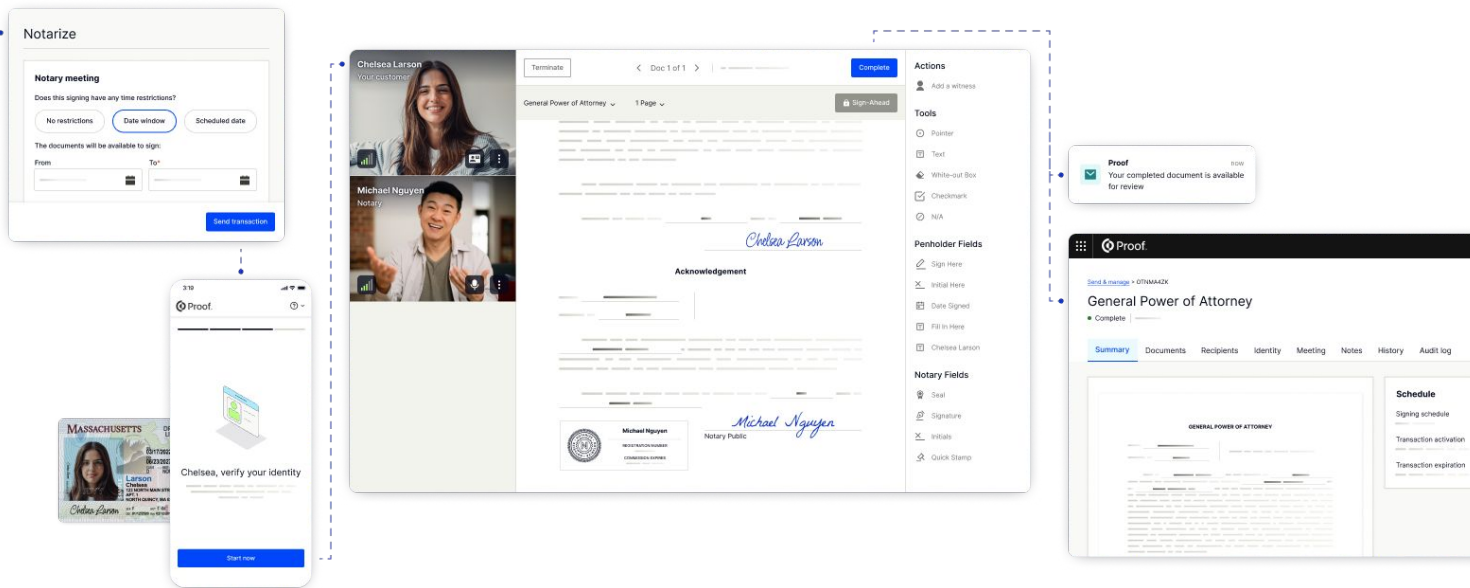 Notarize
Notary meeting
Does this signing have any time restrictions?
No restrictions
Date window
Scheduled date
The documents will be available to sign:
From
To*
Send transaction
3:19
Proof.
Chelsea, verify your identity
Start now
MASSACHUSETTS
Larson
Chelsea
APT. 1
Chelsea Larson
Chelsea Larson
Your customer
Michael Nguyen
Notary
Terminate
Doc 1 of 1
Complete
General Power of Attorney
1 Page
Sign-Ahead
Chelsea Larson
Acknowledgement
Michael Nguyen
REGISTRATION NUMBER
COMMISSION EXPIRES
Michael Nguyen
Notary Public
Actions
Add a witness
Tools
Pointer
Text
White-out Box
Checkmark
N/A
Penholder Fields
Sign Here
Initial Here
Date Signed
Fill In Here
Chelsea Larson
Notary Fields
Seal
Signature
Initials
Quick Stamp
Proof
now
Your completed document is available
for review
Proof.
Send & manage > OTNMA4ZK
General Power of Attorney
Complete
Summary
Documents
Recipients
Identity
Meeting
Notes
History
Audit log
GENERAL POWER OF ATTORNEY
Schedule
Signing schedule
Transaction activation
Transaction expiration